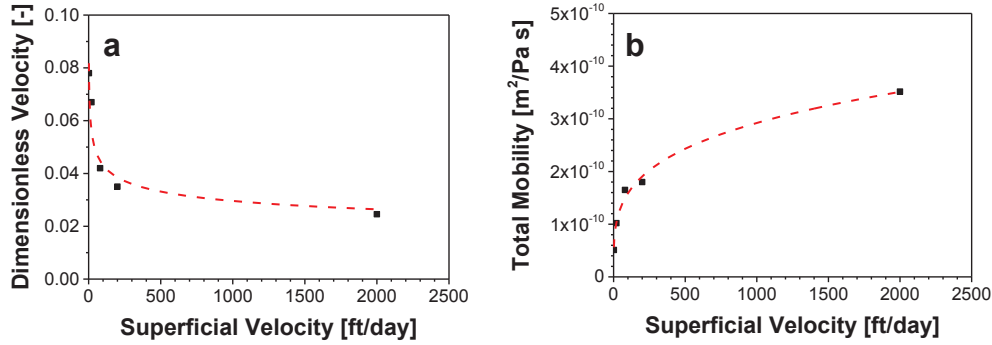 a
Dimensionless Velocity [-]
0.10
0.08
0.06
0.04
0.02
0.00
0 500 1000 1500 2000 2500
Superficial Velocity [ft/day]
b
Total Mobility [m²/Pa s]
5x10⁻¹⁰
4x10⁻¹⁰
3x10⁻¹⁰
2x10⁻¹⁰
1x10⁻¹⁰
0
0 500 1000 1500 2000 2500
Superficial Velocity [ft/day]